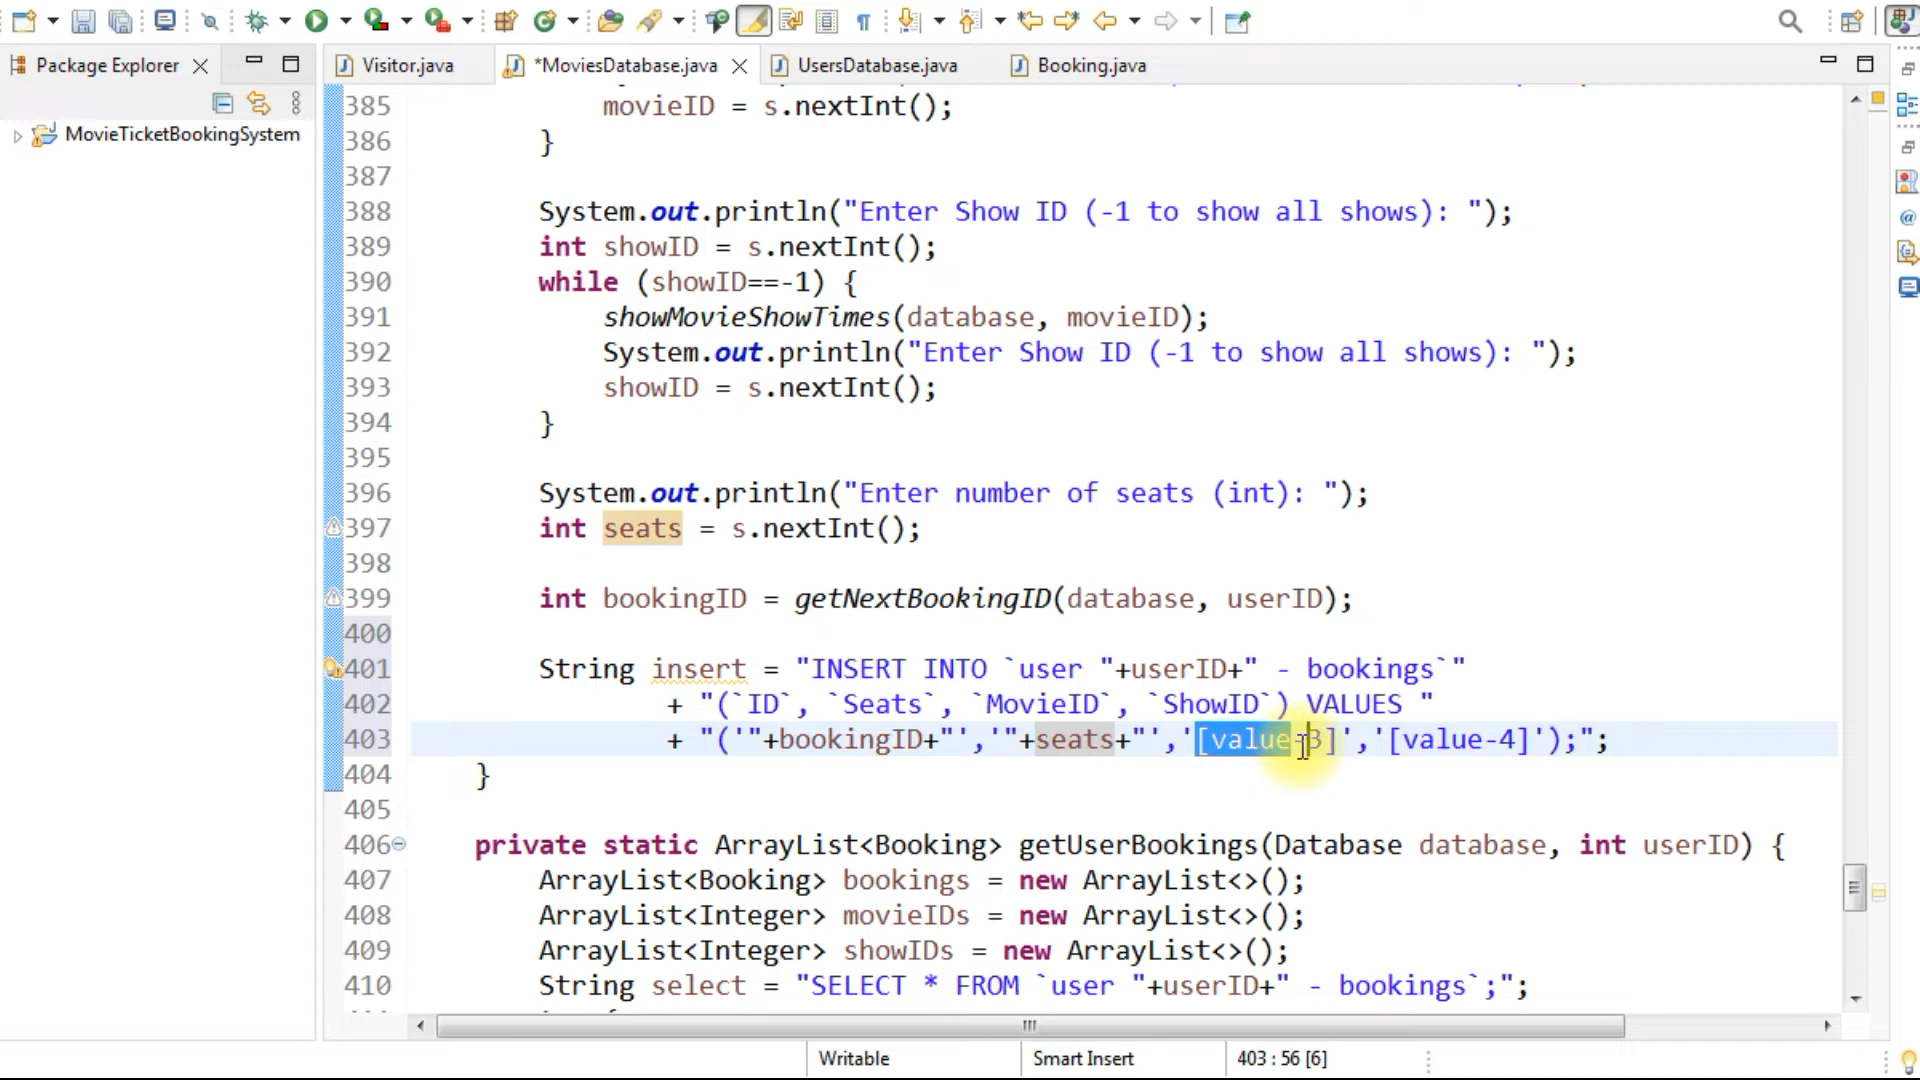 Package Explorer
Visitor.java
*MoviesDatabase.java
UsersDatabase.java
Booking.java
MovieTicketBookingSystem
385 movieID = s.nextInt();
386 }
387
388 System.out.println("Enter Show ID (-1 to show all shows): ");
389 int showID = s.nextInt();
390 while (showID==-1) {
391 showMovieShowTimes(database, movieID);
392 System.out.println("Enter Show ID (-1 to show all shows): ");
393 showID = s.nextInt();
394 }
395
396 System.out.println("Enter number of seats (int): ");
397 int seats = s.nextInt();
398
399 int bookingID = getNextBookingID(database, userID);
400
401 String insert = "INSERT INTO `user "+userID+" - bookings`"
402 + "(`ID`, `Seats`, `MovieID`, `ShowID`) VALUES "
403 + "('"+bookingID+"','"+seats+"','[value-3]','[value-4]');";
404 }
405
406 private static ArrayList<Booking> getUserBookings(Database database, int userID) {
407 ArrayList<Booking> bookings = new ArrayList<>();
408 ArrayList<Integer> movieIDs = new ArrayList<>();
409 ArrayList<Integer> showIDs = new ArrayList<>();
410 String select = "SELECT * FROM `user "+userID+" - bookings`;";
Writable
Smart Insert
403 : 56 [6]